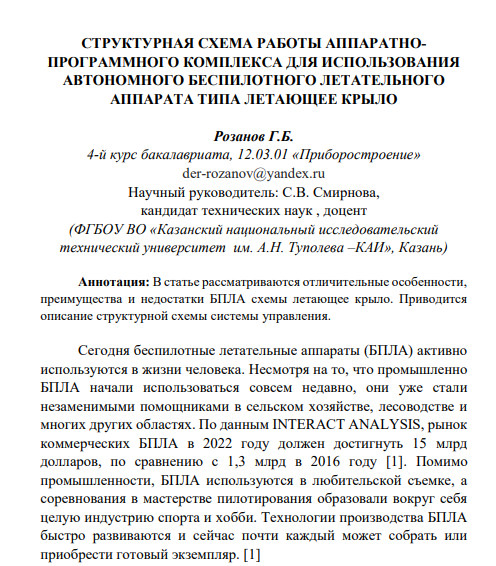 СТРУКТУРНАЯ СХЕМА РАБОТЫ АППАРАТНО-
ПРОГРАММНОГО КОМПЛЕКСА ДЛЯ ИСПОЛЬЗОВАНИЯ
АВТОНОМНОГО БЕСПИЛОТНОГО ЛЕТАТЕЛЬНОГО
АППАРАТА ТИПА ЛЕТАЮЩЕЕ КРЫЛО
Розанов Г.Б.
4-й курс бакалавриата, 12.03.01 «Приборостроение»
der-rozanov@yandex.ru
Научный руководитель: С.В. Смирнова,
кандидат технических наук , доцент
(ФГБОУ ВО «Казанский национальный исследовательский
технический университет им. А.Н. Туполева –КАИ», Казань)
Аннотация: В статье рассматриваются отличительные особенности,
преимущества и недостатки БПЛА схемы летающее крыло. Приводится
описание структурной схемы системы управления.
Сегодня беспилотные летательные аппараты (БПЛА) активно
используются в жизни человека. Несмотря на то, что промышленно
БПЛА начали использоваться совсем недавно, они уже стали
незаменимыми помощниками в сельском хозяйстве, лесоводстве и
многих других областях. По данным INTERACT ANALYSIS, рынок
коммерческих БПЛА в 2022 году должен достигнуть 15 млрд
долларов, по сравнению с 1,3 млрд в 2016 году [1]. Помимо
промышленности, БПЛА используются в любительской съемке, а
соревнования в мастерстве пилотирования образовали вокруг себя
целую индустрию спорта и хобби. Технологии производства БПЛА
быстро развиваются и сейчас почти каждый может собрать или
приобрести готовый экземпляр. [1]